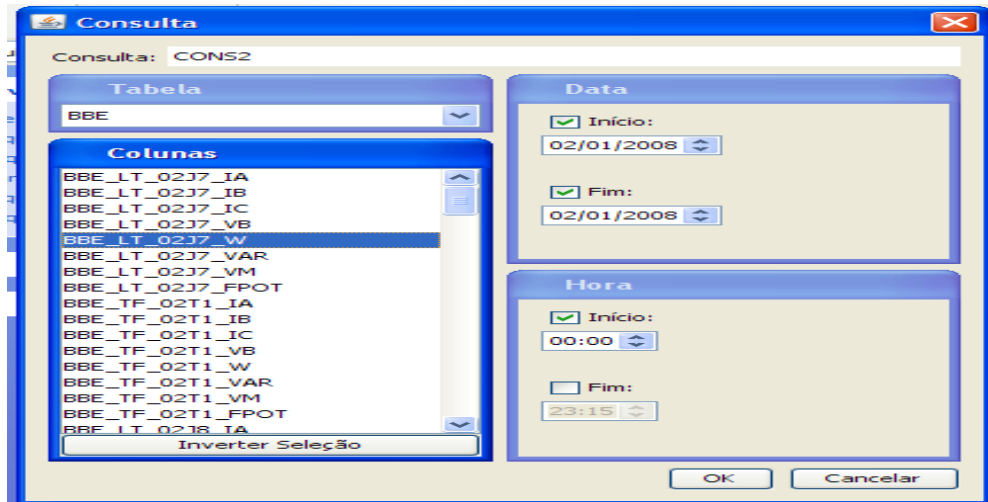 Consulta
Consulta: CONS2
Tabela
BBE
Colunas
BBE_LT_02J7_IA
BBE_LT_02J7_IB
BBE_LT_02J7_IC
BBE_LT_02J7_VB
BBE_LT_02J7_W
BBE_LT_02J7_VAR
BBE_LT_02J7_VM
BBE_LT_02J7_FPOT
BBE_TF_02T1_IA
BBE_TF_02T1_IB
BBE_TF_02T1_IC
BBE_TF_02T1_VB
BBE_TF_02T1_W
BBE_TF_02T1_VAR
BBE_TF_02T1_VM
BBE_TF_02T1_FPOT
BBE_LT_02J8_IA
Inverter Seleção
Data
Início:
02/01/2008
Fim:
02/01/2008
Hora
Início:
00:00
Fim:
23:15
OK
Cancelar